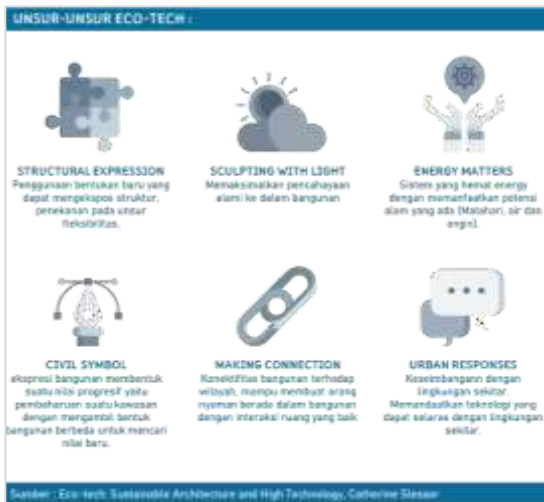 UNSUR-UNSUR ECO-TECH :
STRUCTURAL EXPRESSION
Penggunaan bentukan baru yang
dapat mengekspos struktur,
penekanan pada unsur
fleksibilitas.
SCULPTING WITH LIGHT
Memaksimalkan pencahayaan
alami ke dalam bangunan
ENERGY MATTERS
Sistem yang hemat energy
dengan memanfaatkan potensi
alam yang ada (Matahari, air dan
angin).
CIVIL SYMBOL
ekspresi bangunan membentuk
suatu nilai progresif yaitu
pembaharuan suatu kawasan
dengan mengambil bentuk
bangunan berbeda untuk mencari
nilai baru.
MAKING CONNECTION
Konektifitas bangunan terhadap
wilayah, mampu membuat orang
nyaman berada dalam bangunan
dengan interaksi ruang yang baik
URBAN RESPONSES
Keseimbangann dengan
lingkungan sekitar.
Memandaatkan teknologi yang
dapat selaras dengan lingkungan
sekitar.
Sumber : Eco-tech: Sustainable Architecture and High Technology, Catherine Slessor